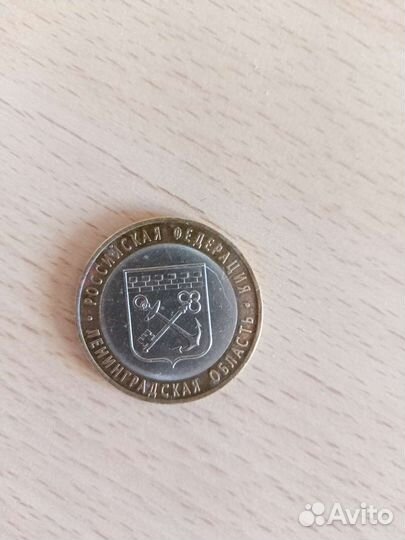 РОССИЙСКАЯ ФЕДЕРАЦИЯ
ЛЕНИНГРАДСКАЯ ОБЛАСТЬ
Avito